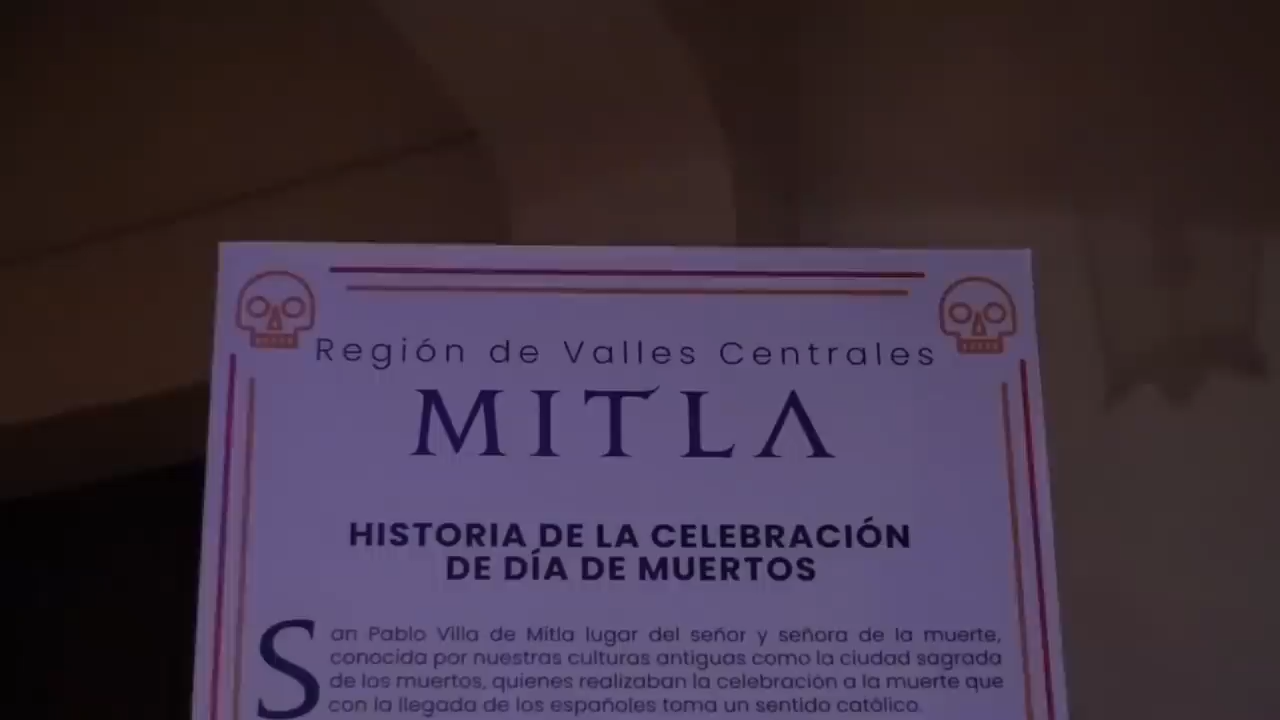 Región de Valles Centrales
MITLA
HISTORIA DE LA CELEBRACIÓN
DE DÍA DE MUERTOS
San Pablo Villa de Mitla lugar del señor y señora de la muerte,
conocida por nuestras culturas antiguas como la ciudad sagrada
de los muertos, quienes realizaban la celebración a la muerte que
con la llegada de los españoles toma un sentido católico.